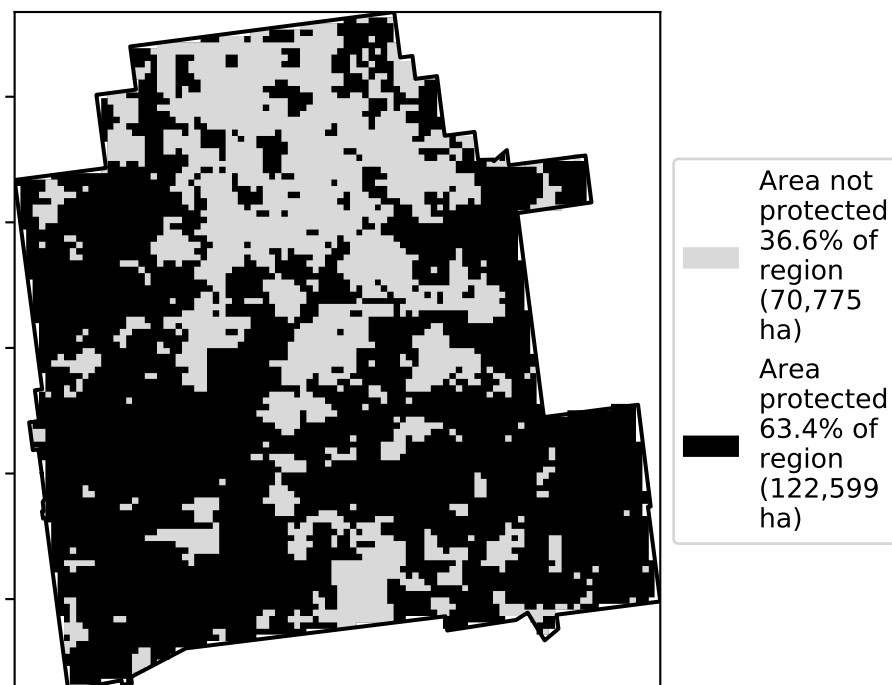 Area not
protected
36.6% of
region
(70,775
ha)
Area
protected
63.4% of
region
(122,599
ha)